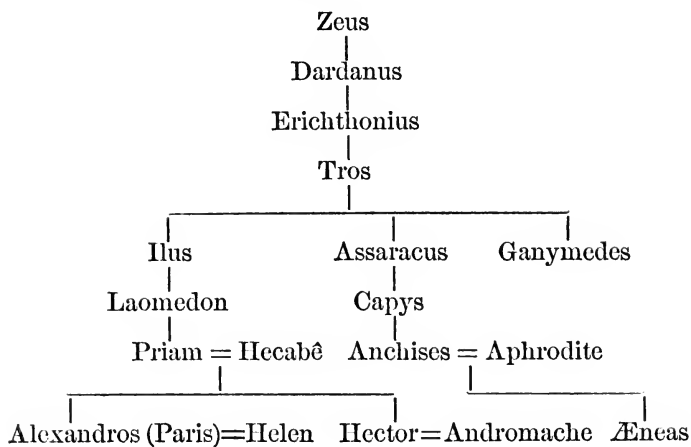 Zeus
Dardanus
Erichthonius
Tros
Ilus Assaracus Ganymedes
Laomedon Capys
Priam = Hecabê Anchises = Aphrodite
Alexandros (Paris)=Helen Hector=Andromache Æneas